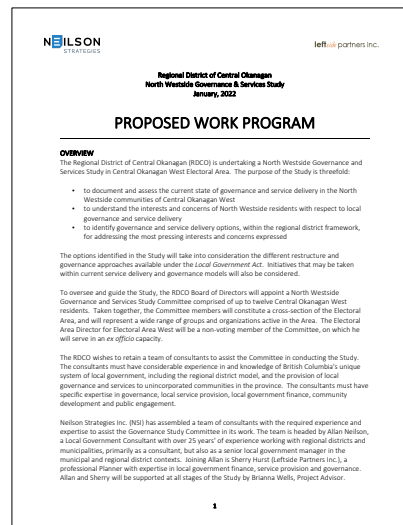 NEILSON
STRATEGIES
leftside partners inc.
Regional District of Central Okanagan
North Westside Governance & Services Study
January, 2022
PROPOSED WORK PROGRAM
OVERVIEW
The Regional District of Central Okanagan (RDCO) is undertaking a North Westside Governance and
Services Study in Central Okanagan West Electoral Area. The purpose of the Study is threefold:
• to document and assess the current state of governance and service delivery in the North
Westside communities of Central Okanagan West
• to understand the interests and concerns of North Westside residents with respect to local
governance and service delivery
• to identify governance and service delivery options, within the regional district framework,
for addressing the most pressing interests and concerns expressed
The options identified in the Study will take into consideration the different restructure and
governance approaches available under the Local Government Act. Initiatives that may be taken
within current service delivery and governance models will also be considered.
To oversee and guide the Study, the RDCO Board of Directors will appoint a North Westside
Governance and Services Study Committee comprised of up to twelve Central Okanagan West
residents. Taken together, the Committee members will constitute a cross-section of the Electoral
Area, and will represent a wide range of groups and organizations active in the Area. The Electoral
Area Director for Electoral Area West will be a non-voting member of the Committee, on which he
will serve in an ex officio capacity.
The RDCO wishes to retain a team of consultants to assist the Committee in conducting the Study.
The consultants must have considerable experience in and knowledge of British Columbia's unique
system of local government, including the regional district model, and the provision of local
governance and services to unincorporated communities in the province. The consultants must have
specific expertise in governance, local service provision, local government finance, community
development and public engagement.
Neilson Strategies Inc. (NSI) has assembled a team of consultants with the required experience and
expertise to assist the Governance Study Committee in its work. The team is headed by Allan Neilson,
a Local Government Consultant with over 25 years' of experience working with regional districts and
municipalities, primarily as a consultant, but also as a senior local government manager in the
municipal and regional district contexts. Joining Allan is Sherry Hurst (Leftside Partners Inc.), a
professional Planner with expertise in local government finance, service provision and governance.
Allan and Sherry will be supported at all stages of the Study by Brianna Wells, Project Advisor.
1